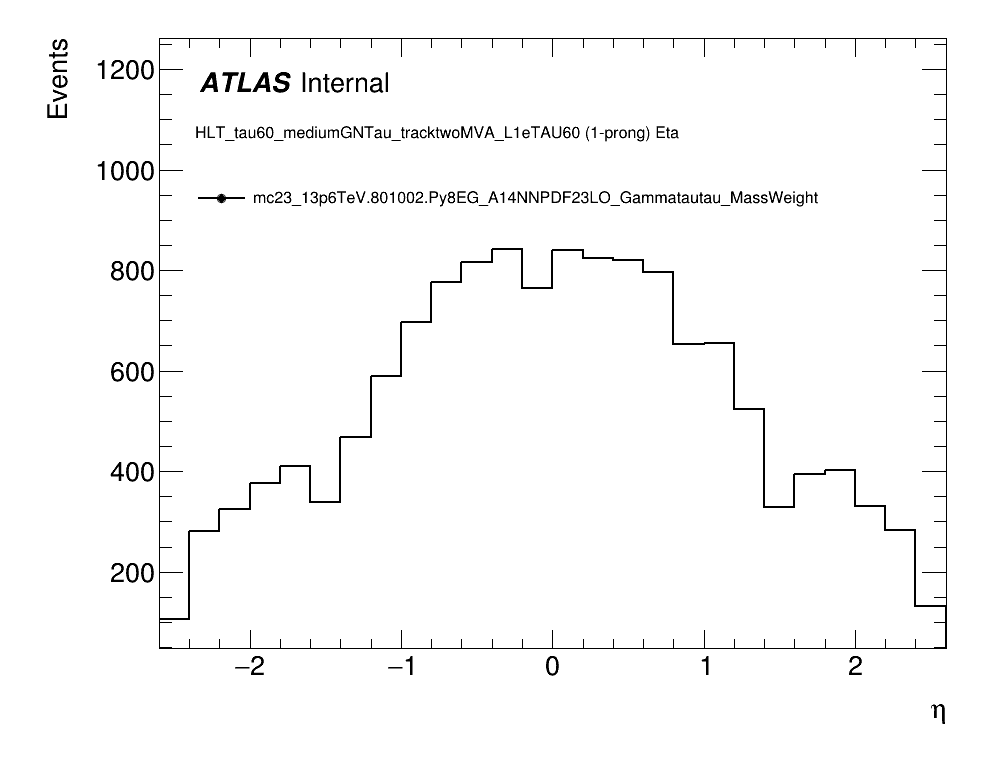 Events
ATLAS Internal
HLT_tau60_mediumGNTau_tracktwoMVA_L1eTAU60 (1-prong) Eta
mc23_13p6TeV.801002.Py8EG_A14NNPDF23LO_Gammatautau_MassWeight
1200
1000
800
600
400
200
−2 −1 0 1 2
η